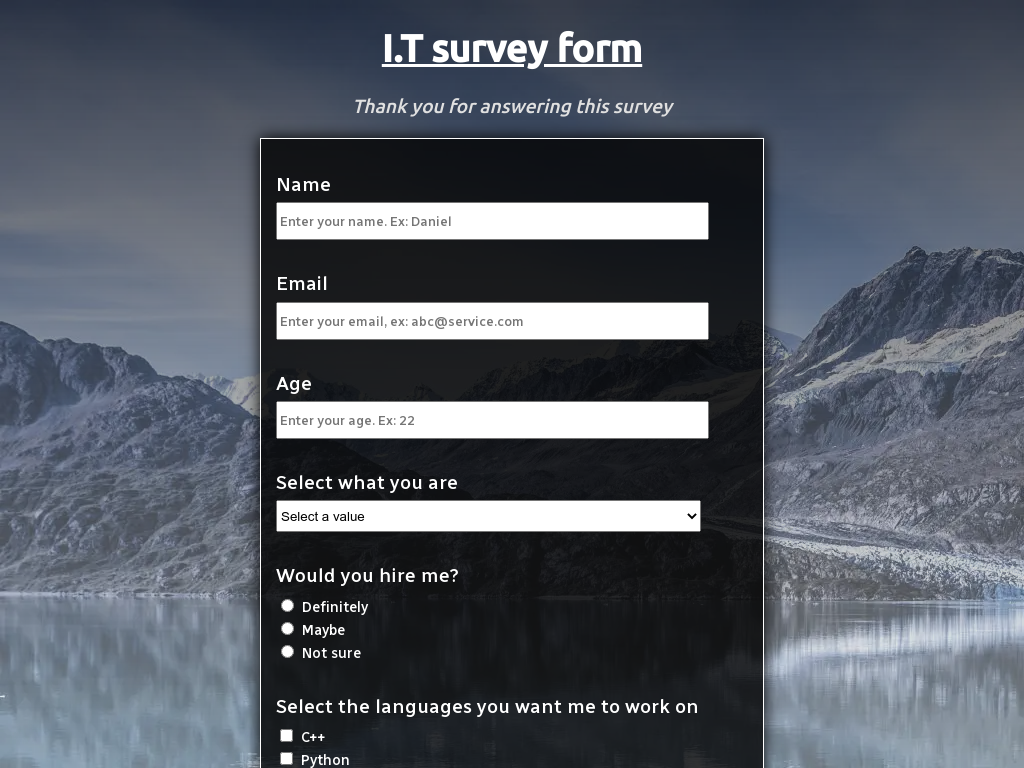 I.T survey form
Thank you for answering this survey
Name
Enter your name. Ex: Daniel
Email
Enter your email, ex: abc@service.com
Age
Enter your age. Ex: 22
Select what you are
Select a value
Would you hire me?
Definitely
Maybe
Not sure
Select the languages you want me to work on
C++
Python